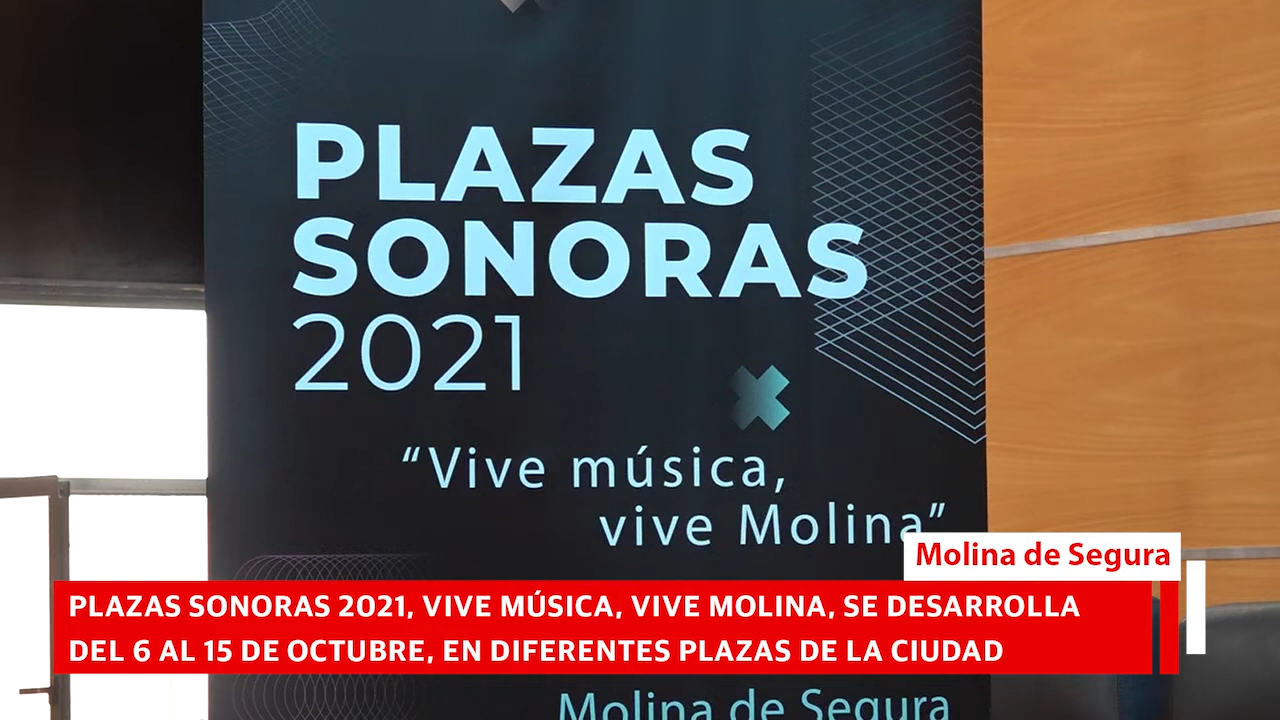 PLAZAS
SONORAS
2021
“Vive música,
vive Molina”
Molina de Segura
PLAZAS SONORAS 2021, VIVE MÚSICA, VIVE MOLINA, SE DESARROLLA
DEL 6 AL 15 DE OCTUBRE, EN DIFERENTES PLAZAS DE LA CIUDAD
Molina de Segura